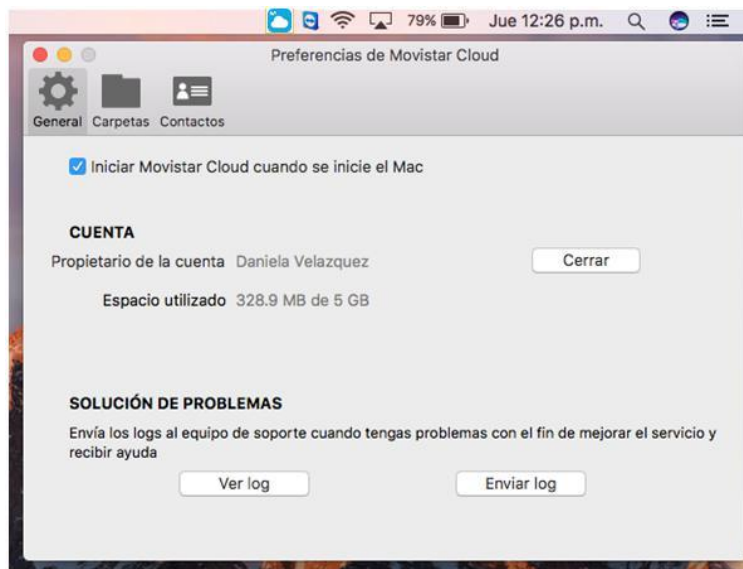 79% Jue 12:26 p.m.
Preferencias de Movistar Cloud
General Carpetas Contactos
Iniciar Movistar Cloud cuando se inicie el Mac
CUENTA
Propietario de la cuenta Daniela Velazquez Cerrar
Espacio utilizado 328.9 MB de 5 GB
SOLUCIÓN DE PROBLEMAS
Envía los logs al equipo de soporte cuando tengas problemas con el fin de mejorar el servicio y
recibir ayuda
Ver log Enviar log